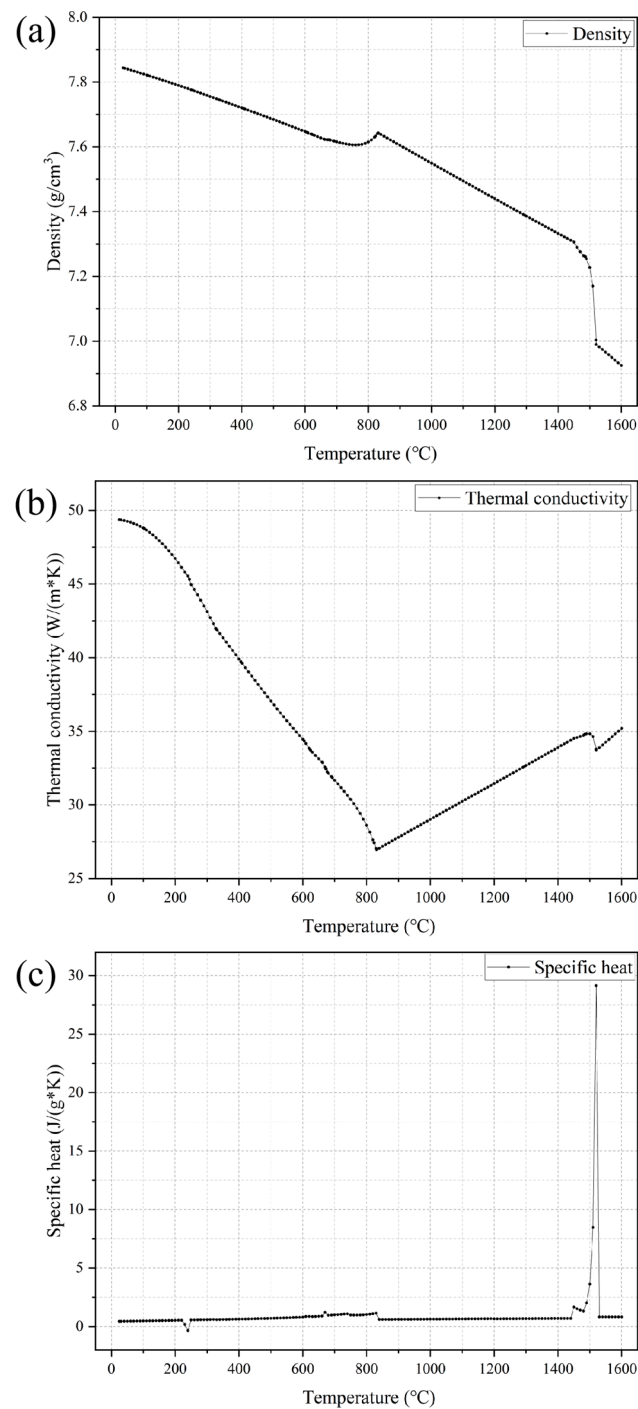 (a)
Density
8.0
7.8
7.6
7.4
7.2
7.0
6.8
Density (g/cm³)
0 200 400 600 800 1000 1200 1400 1600
Temperature (℃)
(b)
Thermal conductivity
50
45
40
35
30
25
Thermal conductivity (W/(m*K))
0 200 400 600 800 1000 1200 1400 1600
Temperature (℃)
(c)
Specific heat
30
25
20
15
10
5
0
Specific heat (J/(g*K))
0 200 400 600 800 1000 1200 1400 1600
Temperature (℃)